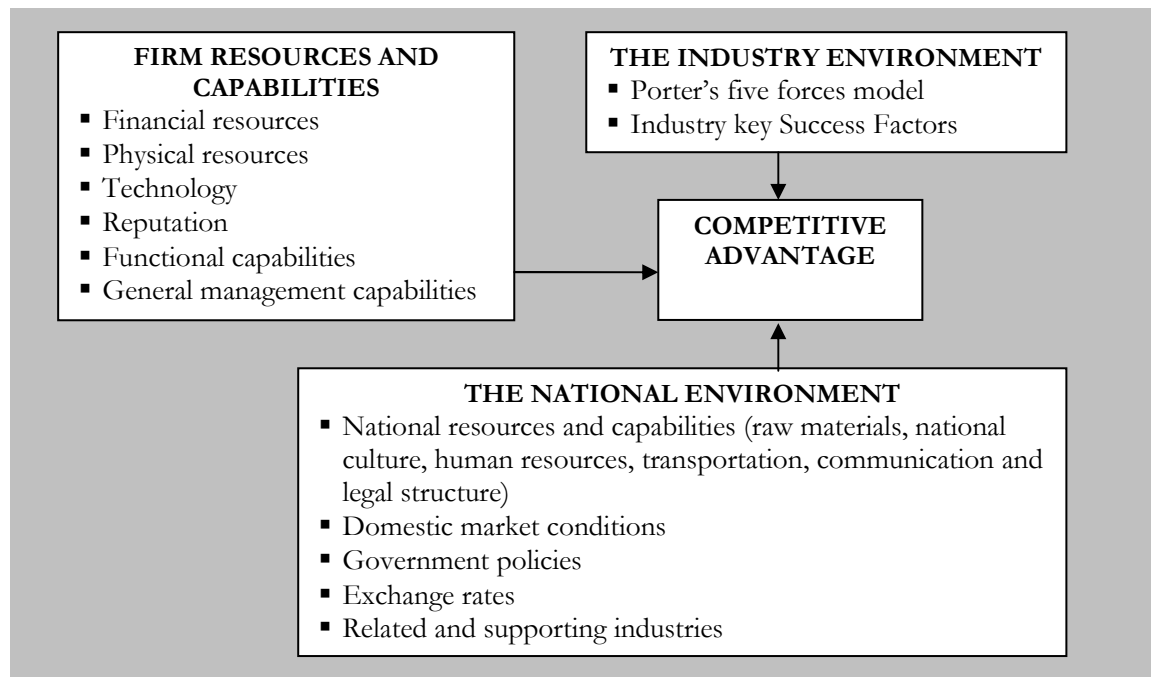 FIRM RESOURCES AND
CAPABILITIES
▪ Financial resources
▪ Physical resources
▪ Technology
▪ Reputation
▪ Functional capabilities
▪ General management capabilities
THE INDUSTRY ENVIRONMENT
▪ Porter’s five forces model
▪ Industry key Success Factors
COMPETITIVE
ADVANTAGE
THE NATIONAL ENVIRONMENT
▪ National resources and capabilities (raw materials, national
culture, human resources, transportation, communication and
legal structure)
▪ Domestic market conditions
▪ Government policies
▪ Exchange rates
▪ Related and supporting industries